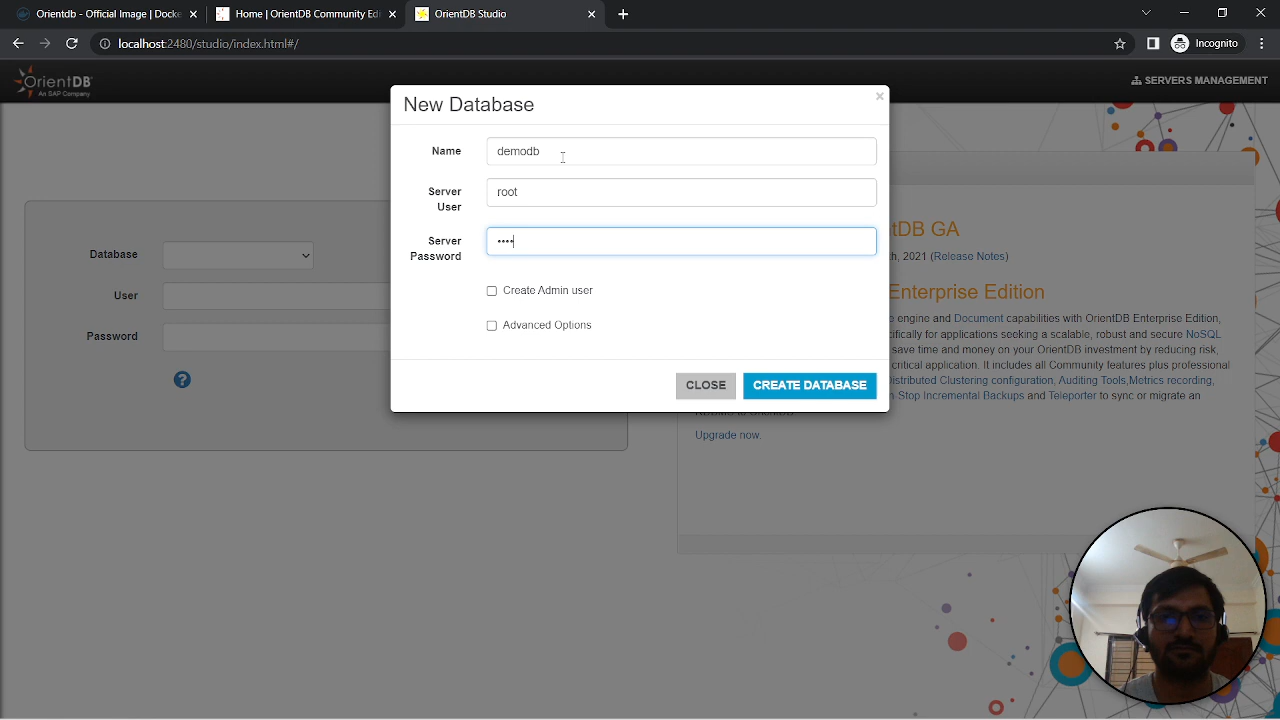 Orientdb - Official Image | Docke
Home | OrientDB Community Edi
OrientDB Studio
localhost:2480/studio/index.html#/
Incognito
OrientDB
An SAP Company
SERVERS MANAGEMENT
New Database
×
Name
demodb
Server
User
root
Server
Password
••••
Create Admin user
Advanced Options
CLOSE
CREATE DATABASE
Database
User
Password
?
tDB GA
h, 2021 (Release Notes)
Enterprise Edition
e engine and Document capabilities with OrientDB Enterprise Edition,
cifically for applications seeking a scalable, robust and secure NoSQL
save time and money on your OrientDB investment by reducing risk,
critical application. It includes all Community features plus professional
Distributed Clustering configuration, Auditing Tools,Metrics recording,
n Stop Incremental Backups and Teleporter to sync or migrate an
Upgrade now.